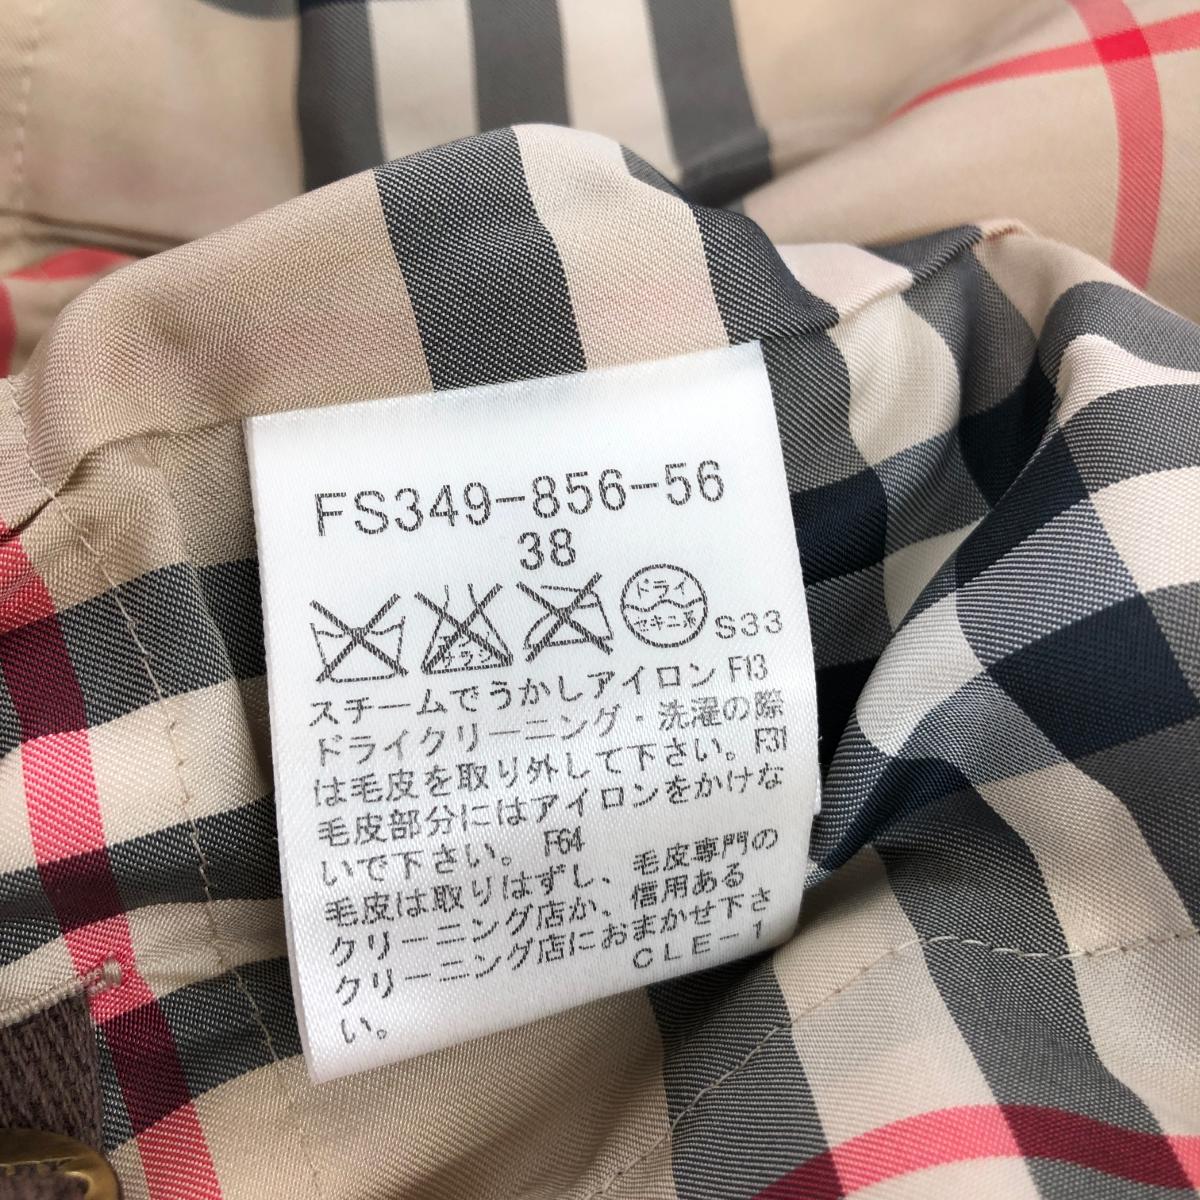 FS349-856-56
38
サラシ
ドライ
セキユ系
S33
スチームでうかしアイロン F13
ドライクリーニング・洗濯の際
は毛皮を取り外して下さい。F31
毛皮部分にはアイロンをかけな
いで下さい。 F64
毛皮は取りはずし、毛皮専門の
クリーニング店か、信用ある
クリーニング店におまかせ下さ
い。
CLE-1